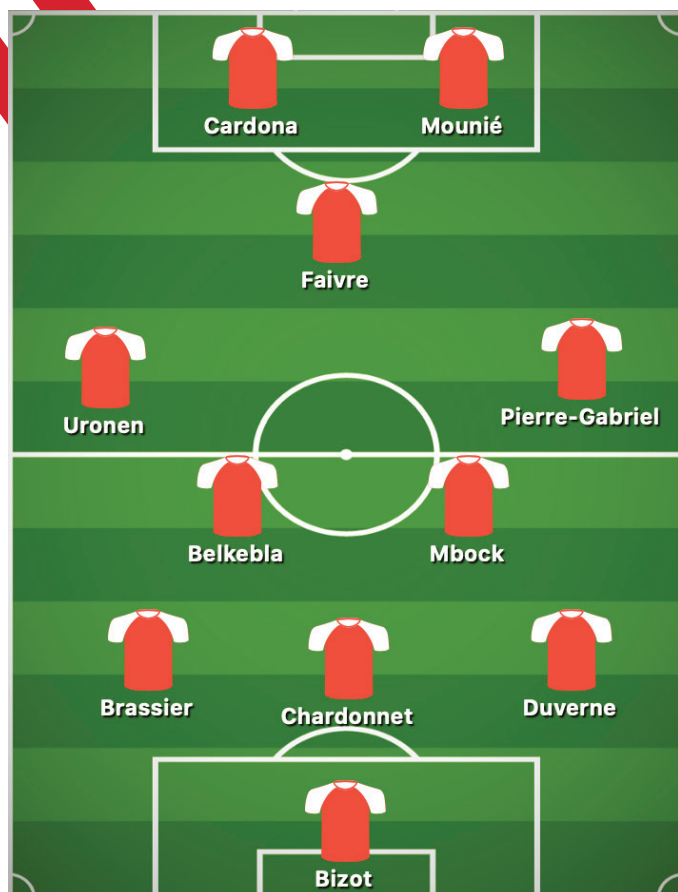 Cardona
Mounié
Faivre
Uronen
Pierre-Gabriel
Belkebla
Mbock
Brassier
Chardonnet
Duverne
Bizot